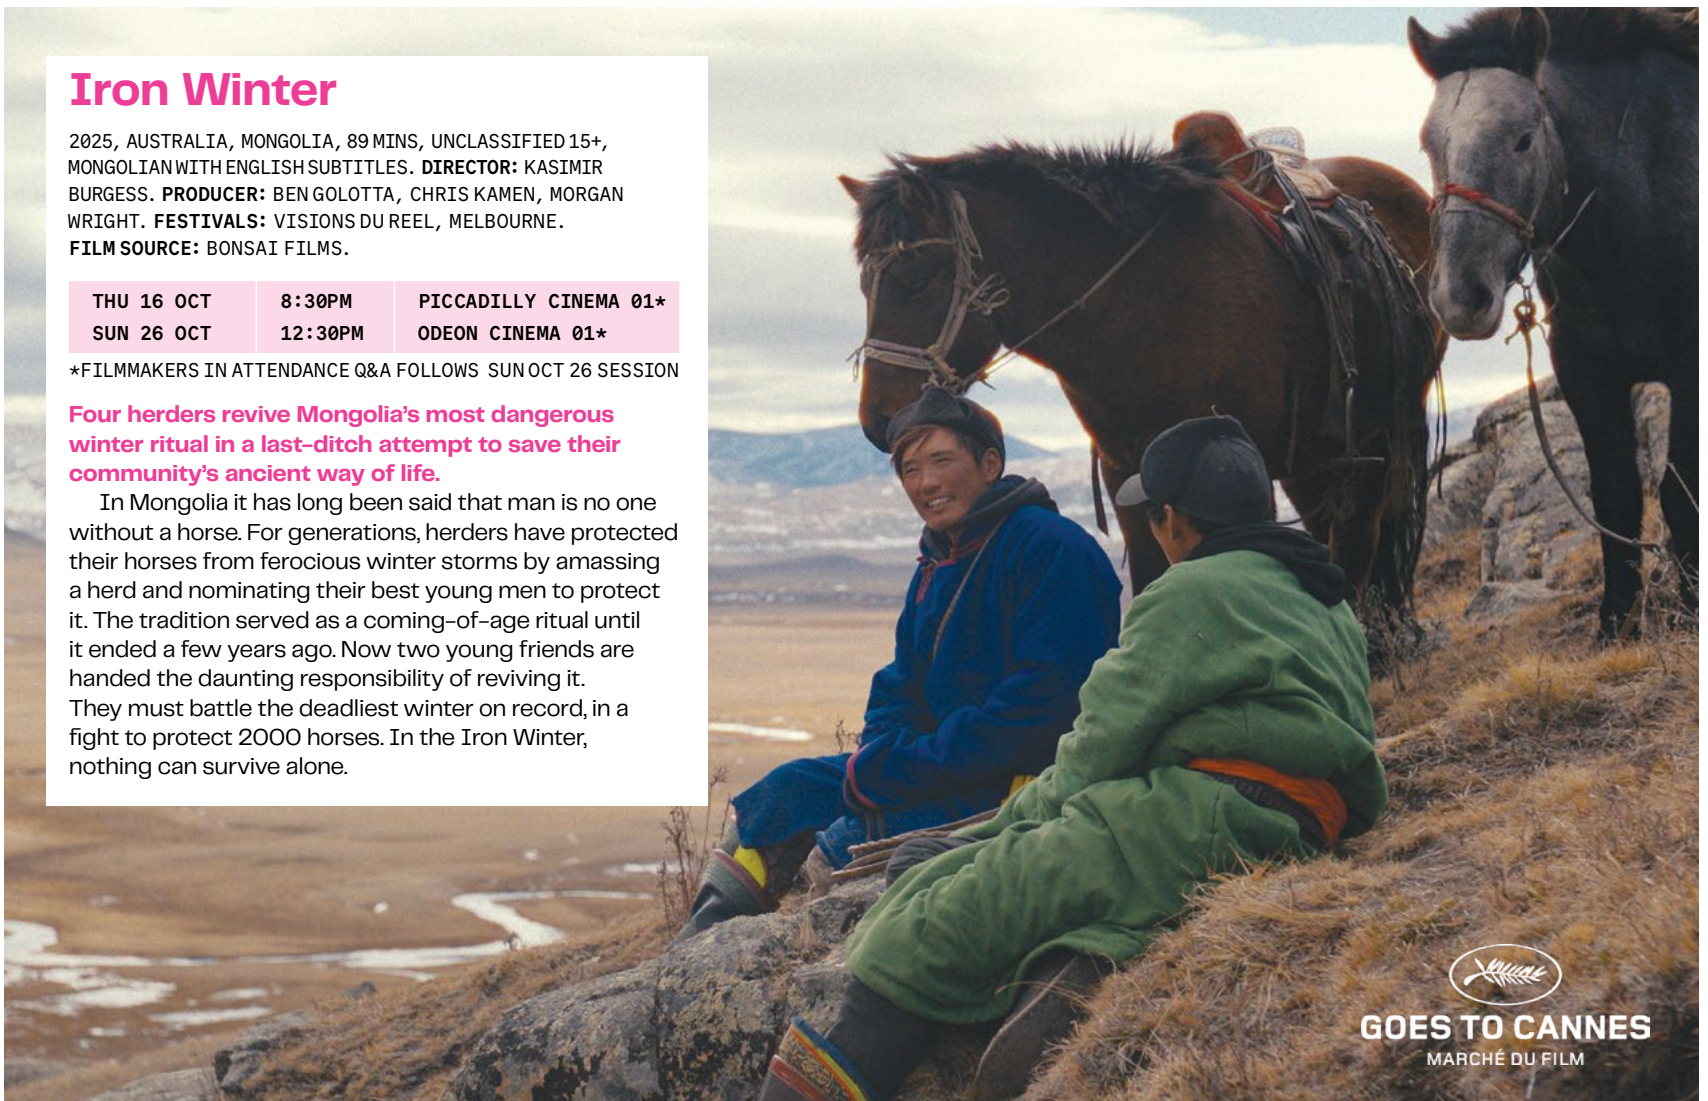 Iron Winter
2025, AUSTRALIA, MONGOLIA, 89 MINS, UNCLASSIFIED 15+,
MONGOLIAN WITH ENGLISH SUBTITLES. DIRECTOR: KASIMIR
BURGESS. PRODUCER: BEN GOLOTTA, CHRIS KAMEN, MORGAN
WRIGHT. FESTIVALS: VISIONS DU REEL, MELBOURNE.
FILM SOURCE: BONSAI FILMS.
THU 16 OCT 8:30PM PICCADILLY CINEMA 01*
SUN 26 OCT 12:30PM ODEON CINEMA 01*
*FILMMAKERS IN ATTENDANCE Q&A FOLLOWS SUN OCT 26 SESSION
Four herders revive Mongolia's most dangerous
winter ritual in a last-ditch attempt to save their
community's ancient way of life.
In Mongolia it has long been said that man is no one
without a horse. For generations, herders have protected
their horses from ferocious winter storms by amassing
a herd and nominating their best young men to protect
it. The tradition served as a coming-of-age ritual until
it ended a few years ago. Now two young friends are
handed the daunting responsibility of reviving it.
They must battle the deadliest winter on record, in a
fight to protect 2000 horses. In the Iron Winter,
nothing can survive alone.
GOES TO CANNES
MARCHÉ DU FILM